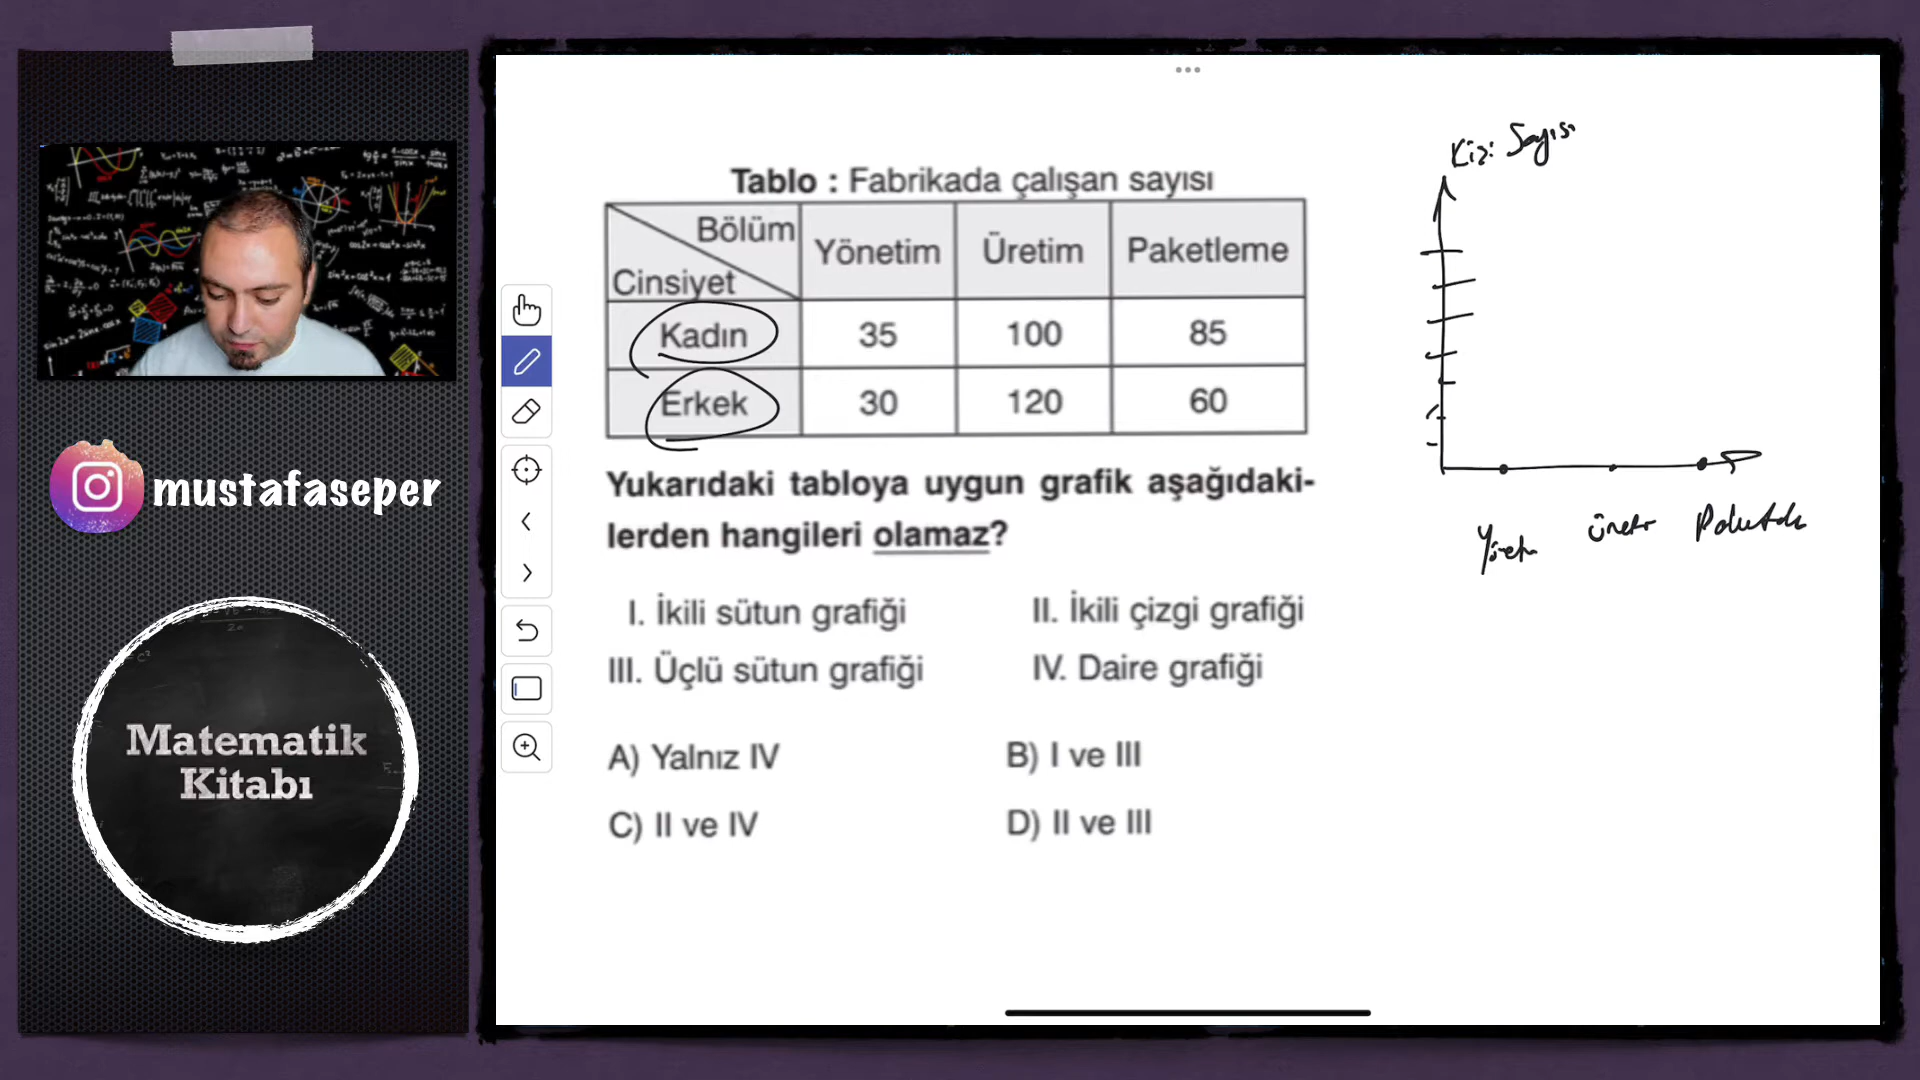 mustafaseper
Matematik
Kitabı
Tablo : Fabrikada çalışan sayısı
Bölüm
Cinsiyet
Yönetim Üretim Paketleme
Kadın 35 100 85
Erkek 30 120 60
Yukarıdaki tabloya uygun grafik aşağıdaki-
lerden hangileri olamaz?
I. İkili sütun grafiği II. İkili çizgi grafiği
III. Üçlü sütun grafiği IV. Daire grafiği
A) Yalnız IV B) I ve III
C) II ve IV D) II ve III
Kişi Sayısı